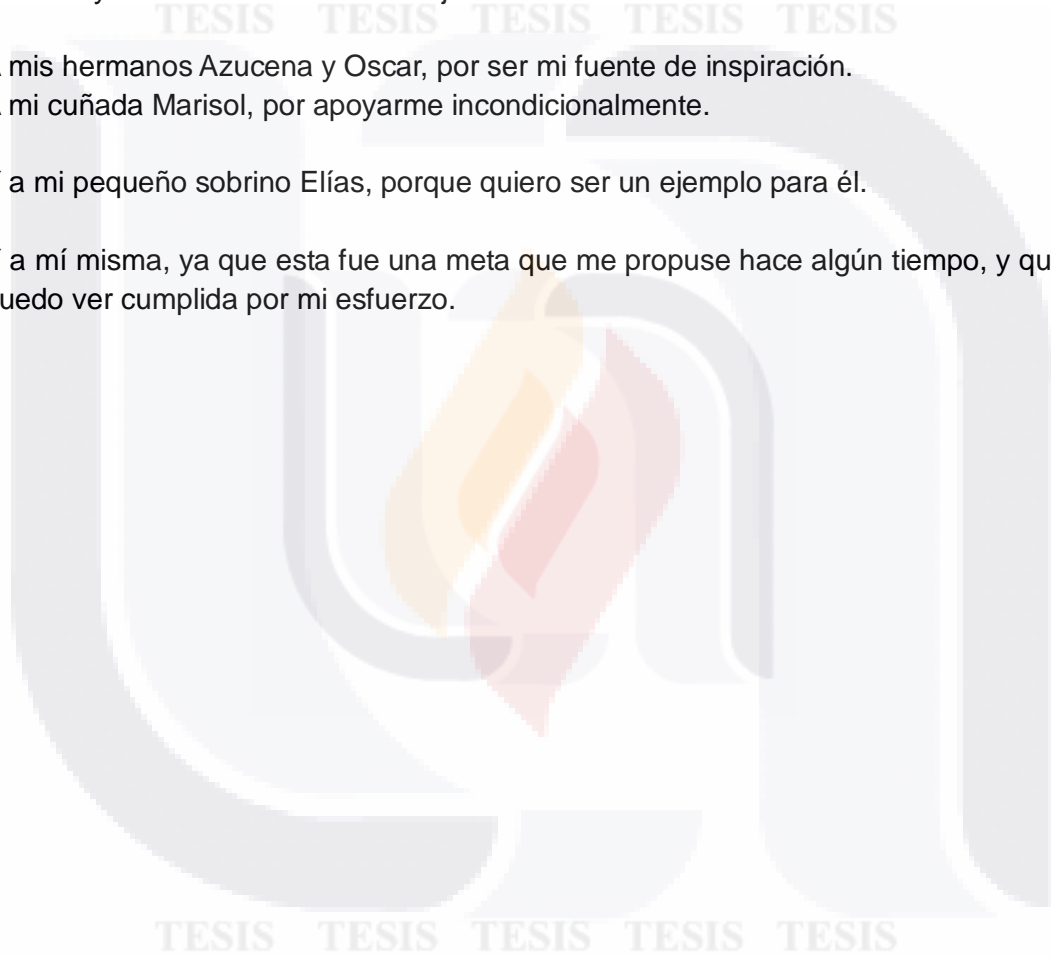 TESIS TESIS TESIS TESIS TESIS
mis hermanos Azucena y Oscar, por ser mi fuente de inspiración.
mi cuñada Marisol, por apoyarme incondicionalmente.
a mi pequeño sobrino Elías, porque quiero ser un ejemplo para él.
a mí misma, ya que esta fue una meta que me propuse hace algún tiempo, y qu
uedo ver cumplida por mi esfuerzo.
TESIS TESIS TESIS TESIS TESIS